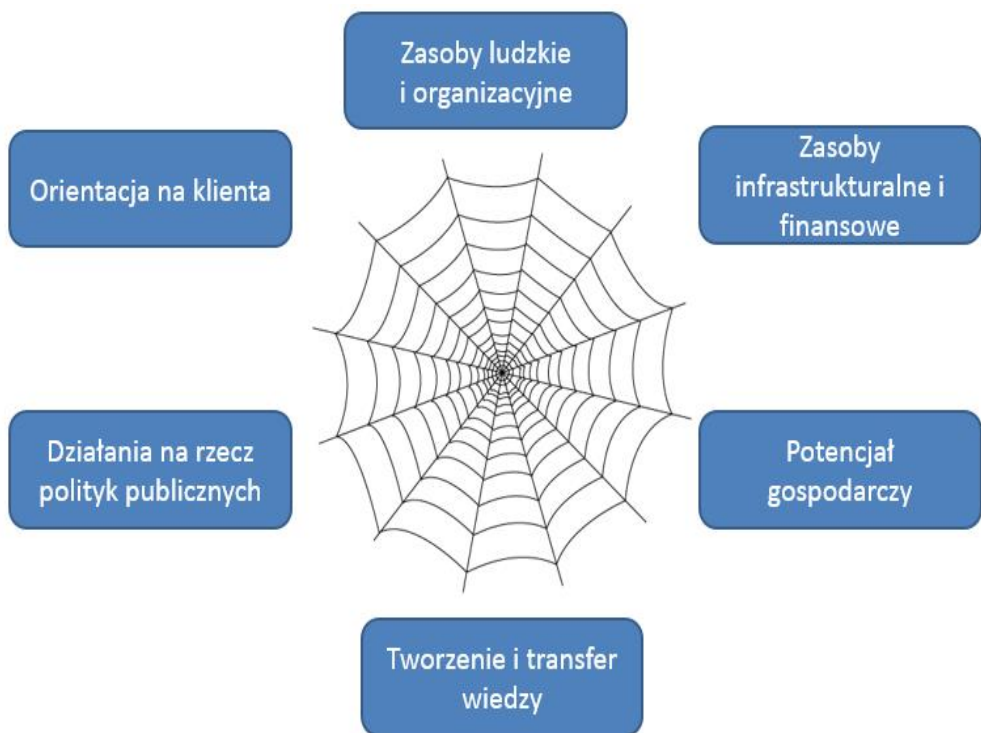 Zasoby ludzkie
i organizacyjne
Orientacja na klienta
Zasoby
infrastrukturalne i
finansowe
Działania na rzecz
polityk publicznych
Potencjał
gospodarczy
Tworzenie i transfer
wiedzy